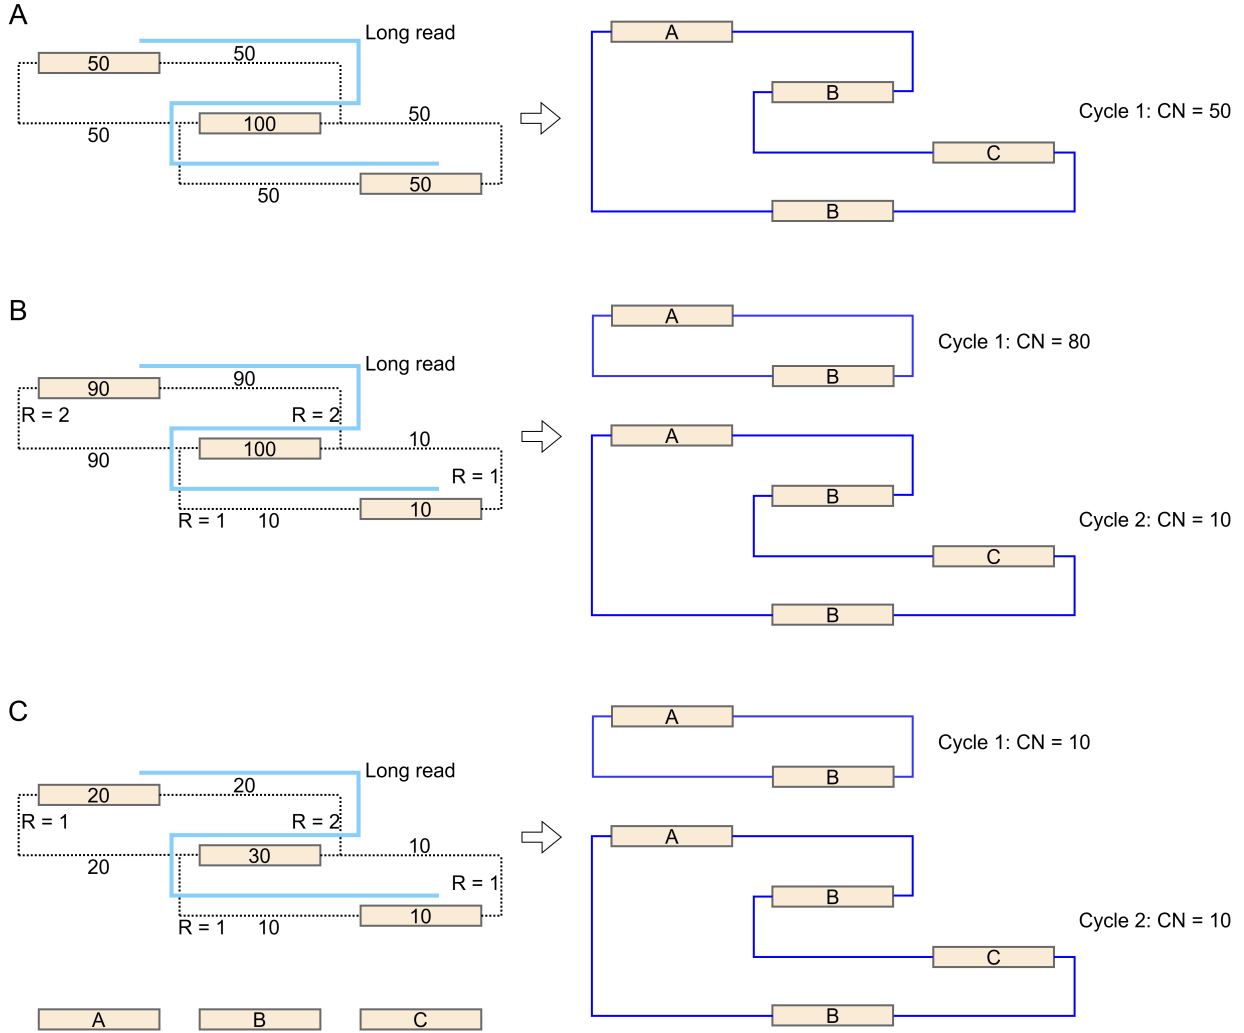 A
Long read
50
50
50
100
50
50
50
A
B
C
B
Cycle 1: CN = 50
B
Long read
90
90
R = 2
R = 2
90
100
10
R = 1
10
R = 1
10
A
B
Cycle 1: CN = 80
A
B
C
B
Cycle 2: CN = 10
C
Long read
20
20
R = 1
R = 2
20
30
10
R = 1
10
R = 1
10
A
B
Cycle 1: CN = 10
A
B
C
B
Cycle 2: CN = 10
A
B
C